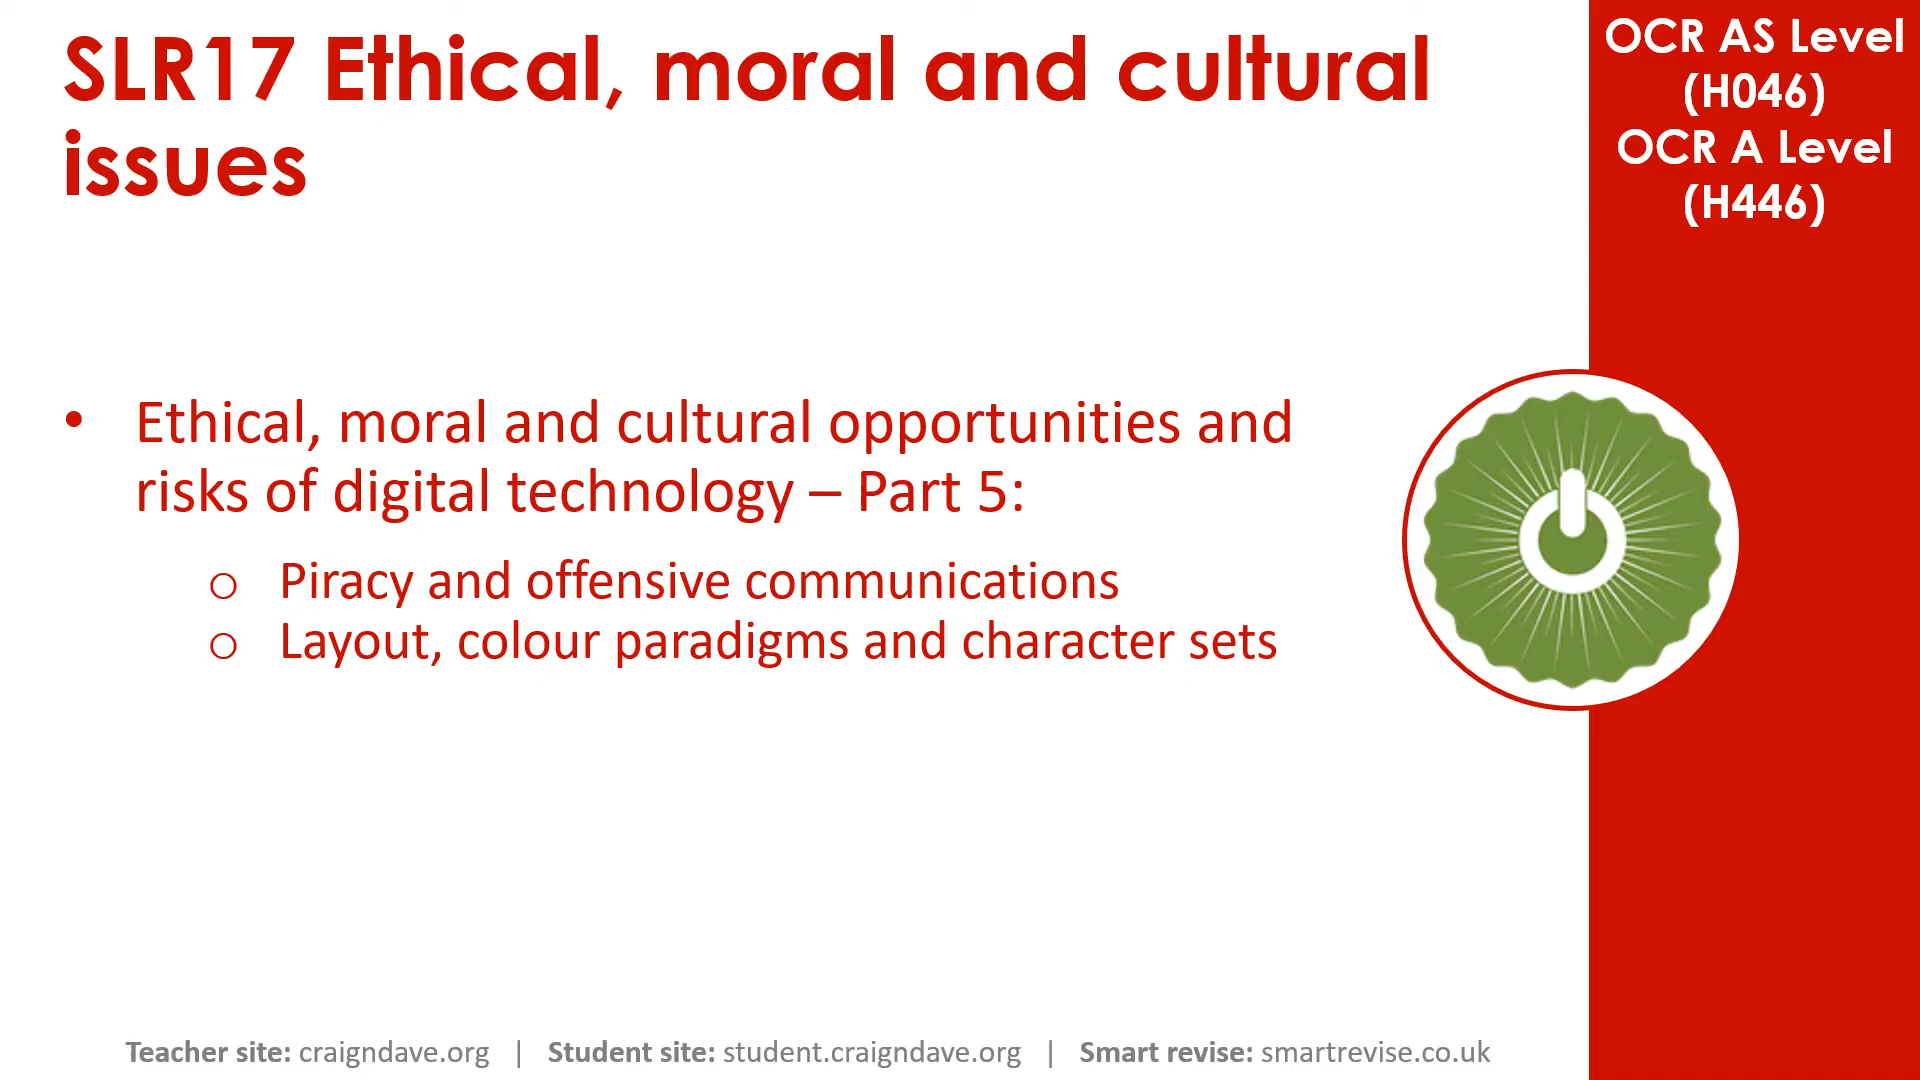 SLR17 Ethical, moral and cultural
issues
OCR AS Level
(H046)
OCR A Level
(H446)
• Ethical, moral and cultural opportunities and
risks of digital technology – Part 5:
o Piracy and offensive communications
o Layout, colour paradigms and character sets
Teacher site: craigndave.org | Student site: student.craigndave.org | Smart revise: smartrevise.co.uk